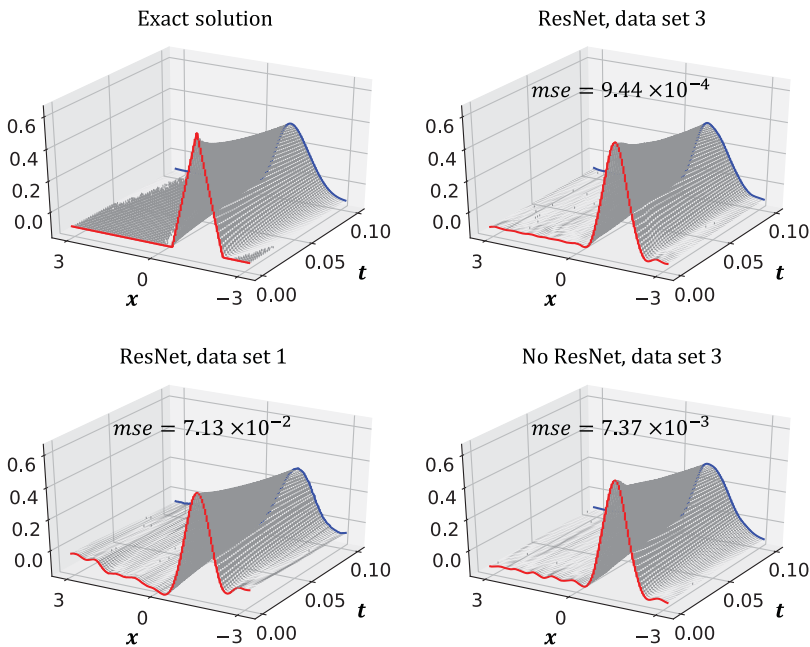 Exact solution
0.6
0.4
0.2
0.0
3
0
−3
x
0.00
0.05
0.10
t
ResNet, data set 3
mse = 9.44 ×10⁻⁴
0.6
0.4
0.2
0.0
3
0
−3
x
0.00
0.05
0.10
t
ResNet, data set 1
mse = 7.13 ×10⁻²
0.6
0.4
0.2
0.0
3
0
−3
x
0.00
0.05
0.10
t
No ResNet, data set 3
mse = 7.37 ×10⁻³
0.6
0.4
0.2
0.0
3
0
−3
x
0.00
0.05
0.10
t